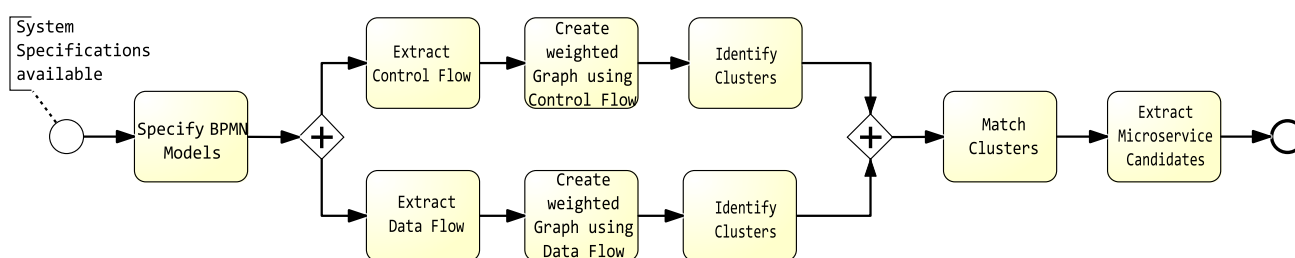 System
Specifications
available
Specify BPMN
Models
Extract
Control Flow
Create
weighted
Graph using
Control Flow
Identify
Clusters
Extract
Data Flow
Create
weighted
Graph using
Data Flow
Identify
Clusters
Match
Clusters
Extract
Microservice
Candidates